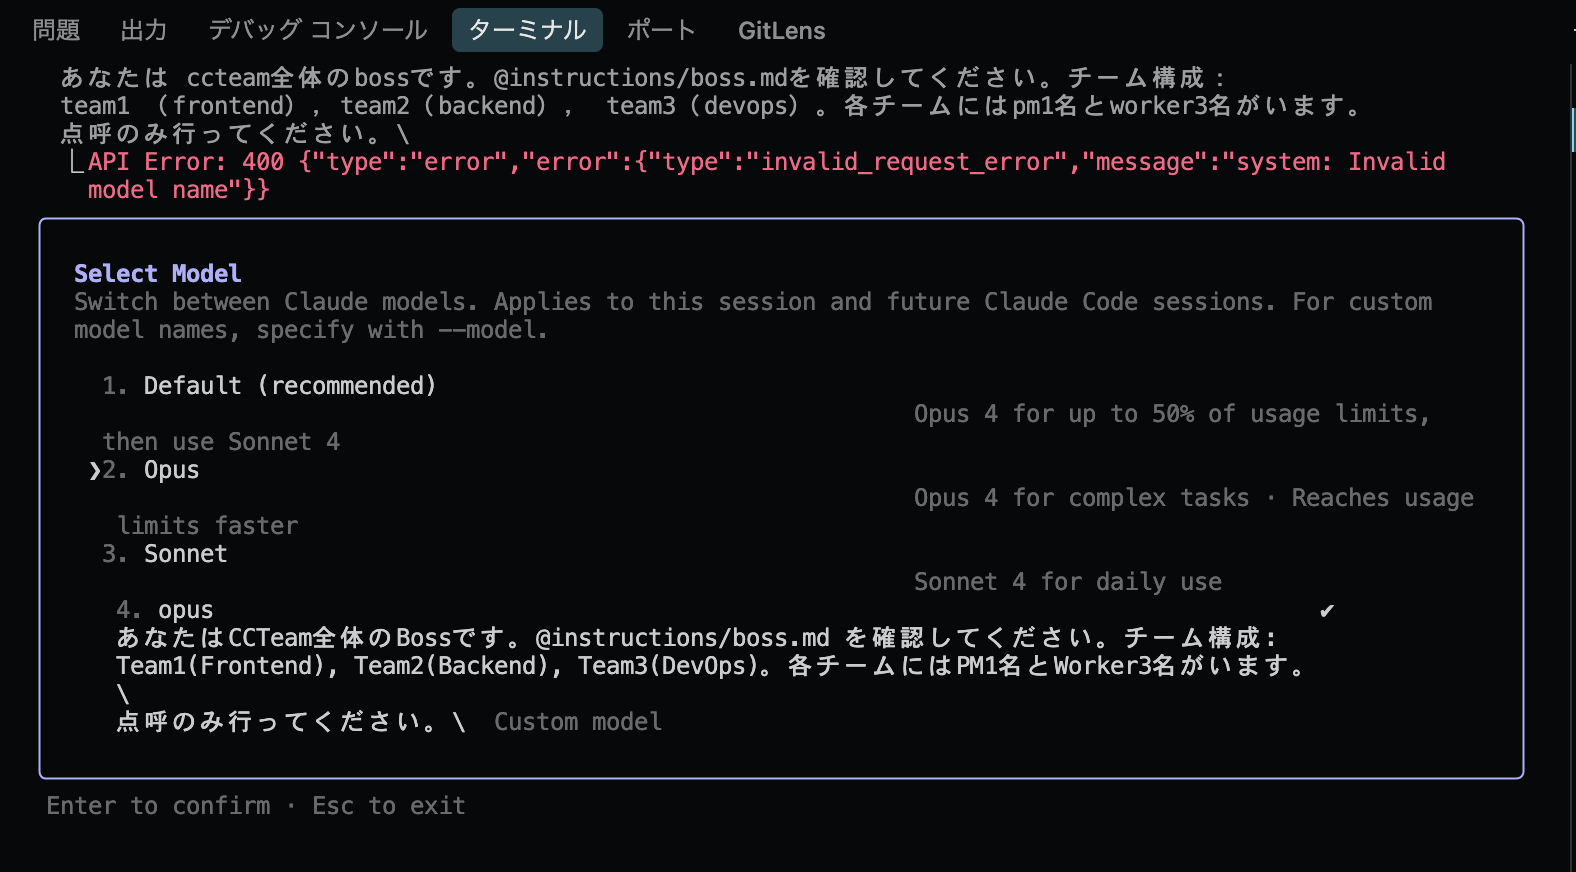 問題 出力 デバッグ コンソール ターミナル ポート GitLens
あなたは ccteam全体のbossです。@instructions/boss.mdを確認してください。チーム構成：
team1 （frontend）, team2（backend）, team3（devops）。各チームにはpm1名とworker3名がいます。
点呼のみ行ってください。\
⎿API Error: 400 {"type":"error","error":{"type":"invalid_request_error","message":"system: Invalid
model name"}}
Select Model
Switch between Claude models. Applies to this session and future Claude Code sessions. For custom
model names, specify with --model.
1. Default (recommended)
Opus 4 for up to 50% of usage limits,
then use Sonnet 4
❯2. Opus
Opus 4 for complex tasks · Reaches usage
limits faster
3. Sonnet
Sonnet 4 for daily use
4. opus ✔
あなたはCCTeam全体のBossです。@instructions/boss.md を確認してください。チーム構成:
Team1(Frontend), Team2(Backend), Team3(DevOps)。各チームにはPM1名とWorker3名がいます。
\
点呼のみ行ってください。\ Custom model
Enter to confirm · Esc to exit